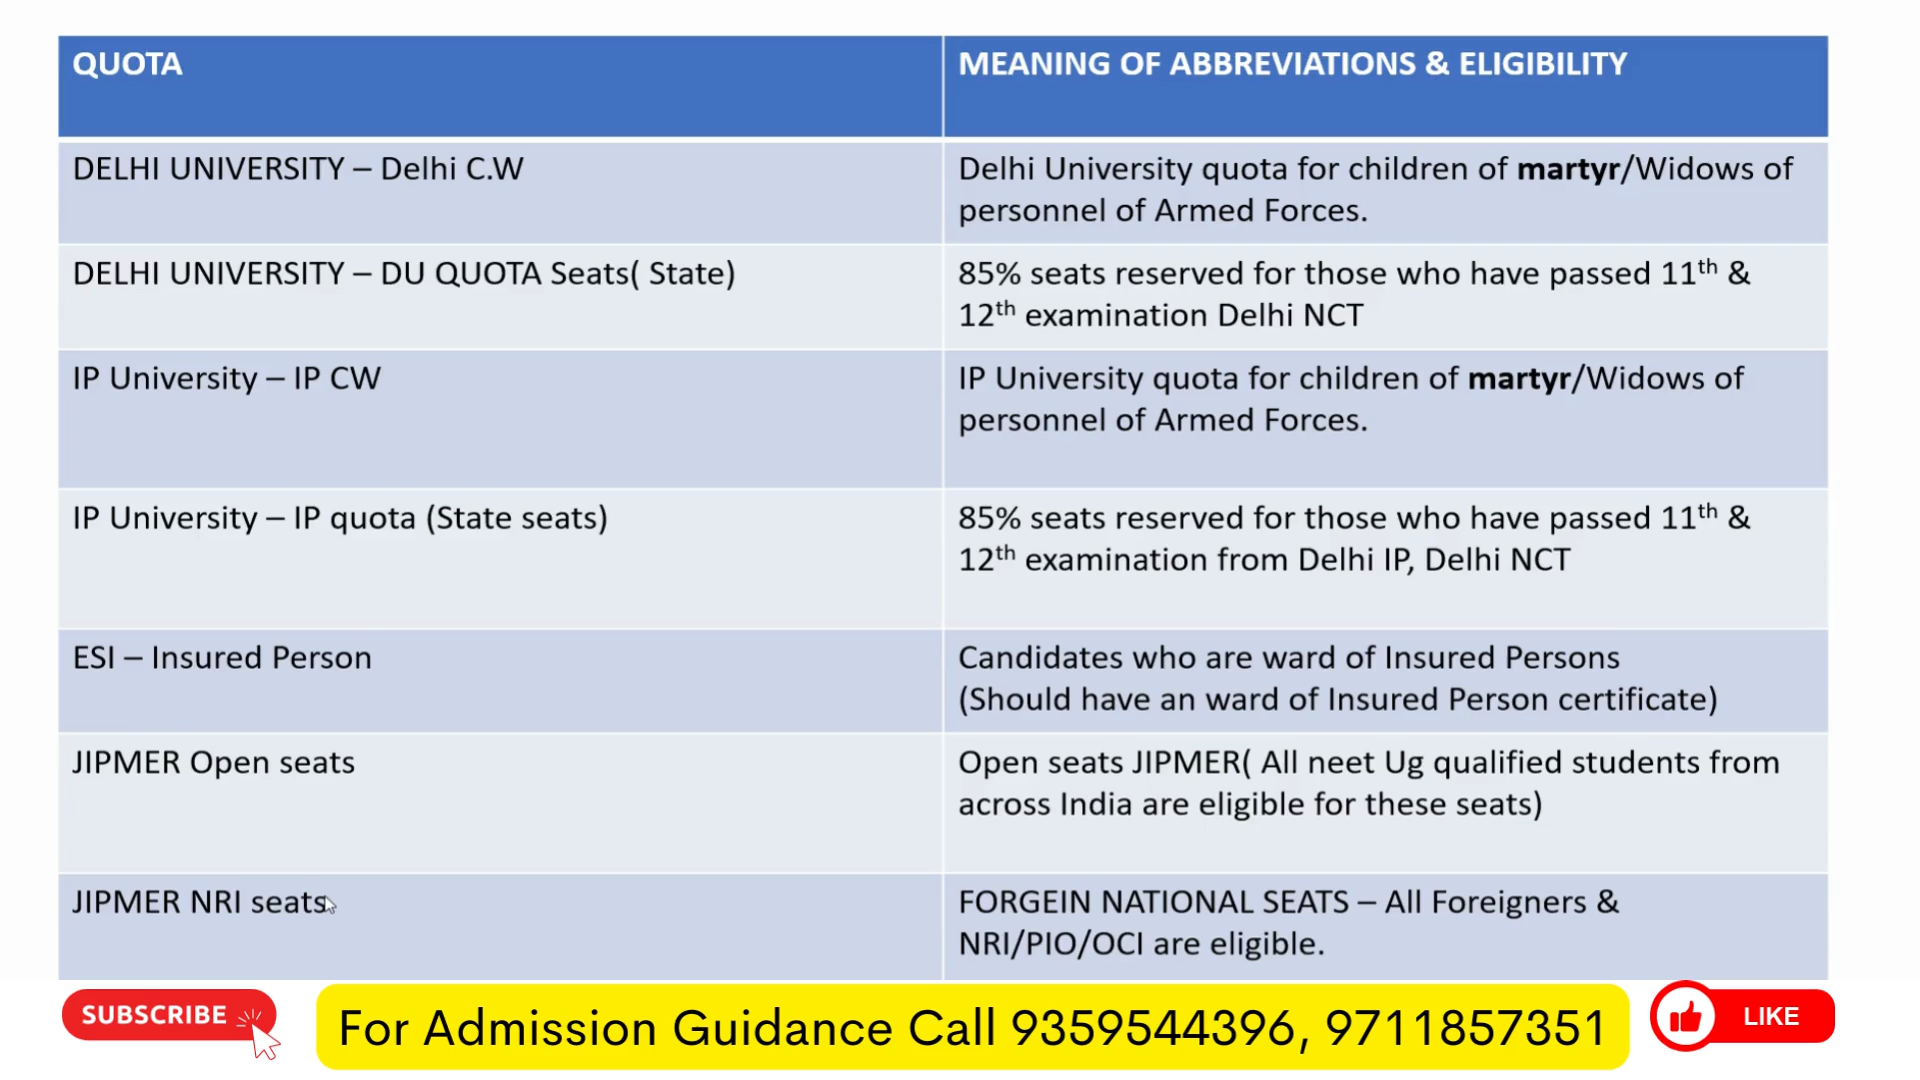 QUOTA
MEANING OF ABBREVIATIONS & ELIGIBILITY
DELHI UNIVERSITY – Delhi C.W
Delhi University quota for children of martyr/Widows of
personnel of Armed Forces.
DELHI UNIVERSITY – DU QUOTA Seats( State)
85% seats reserved for those who have passed 11th &
12th examination Delhi NCT
IP University – IP CW
IP University quota for children of martyr/Widows of
personnel of Armed Forces.
IP University – IP quota (State seats)
85% seats reserved for those who have passed 11th &
12th examination from Delhi IP, Delhi NCT
ESI – Insured Person
Candidates who are ward of Insured Persons
(Should have an ward of Insured Person certificate)
JIPMER Open seats
Open seats JIPMER( All neet Ug qualified students from
across India are eligible for these seats)
JIPMER NRI seats
FORGEIN NATIONAL SEATS – All Foreigners &
NRI/PIO/OCI are eligible.
SUBSCRIBE
For Admission Guidance Call 9359544396, 9711857351
LIKE